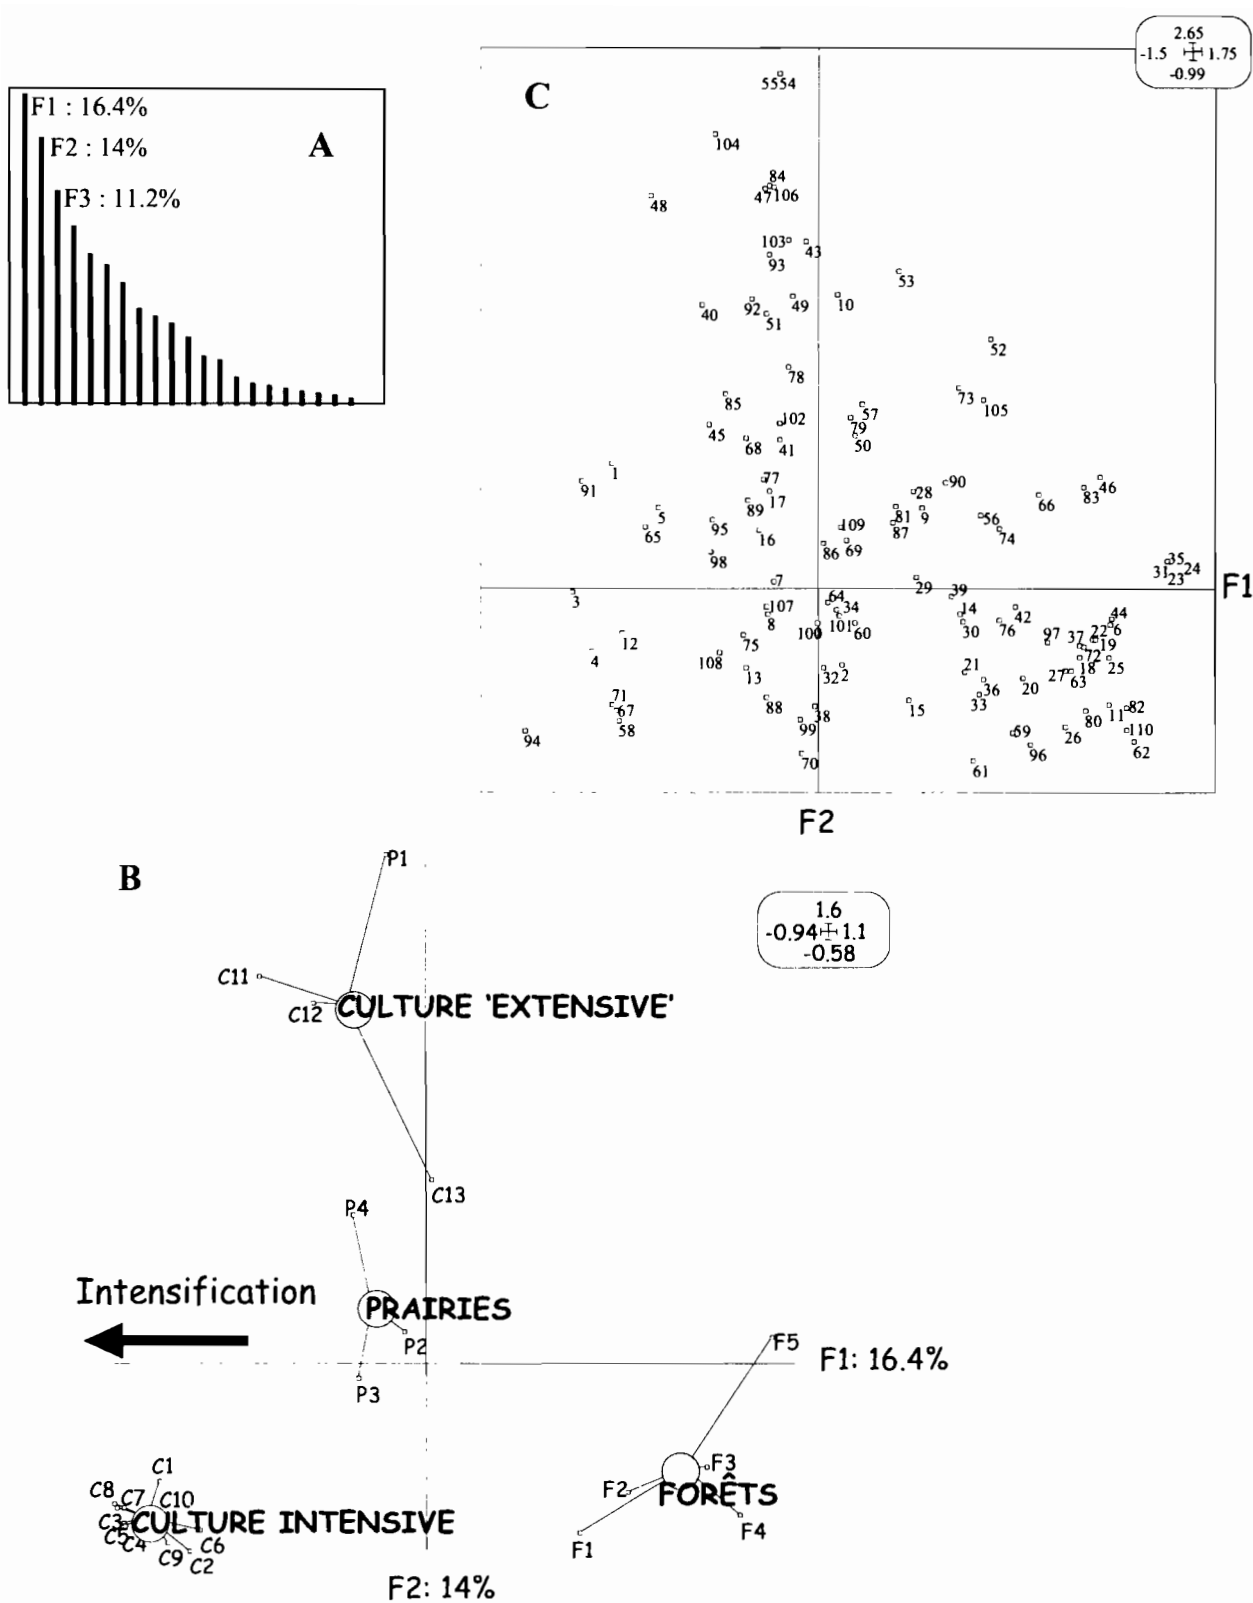 A
F1 : 16.4%
F2 : 14%
F3 : 11.2%
C
2.65
-1.5 1.75
-0.99
5554
104
84
47 106
48
103 43
93
53
92 49 10
40 51
52
78
85 73 105
57
102 79
45 68 41 50
1
77 46
91 17 28 90 83
89 66
5 81 9 56
95 109 87 74
65 16 86 69
98
35
31 24
7 29 23
F1
3 39
64
107 34 14 44
8 100 101 60 30 76 42 6
12 75 97 37 22 19
4 108 72 25
13 32 2 21 27 63 18
36 20
71 33
67 88 38 15 11 82
58 99 80
94 59 26 110
70 96 62
61
F2
B
P1
1.6
-0.94 1.1
-0.58
C11
C12 CULTURE 'EXTENSIVE'
C13
P4
Intensification
PRAIRIES
P2
F5
F1: 16.4%
P3
C1
C8 C7 C10
F3
F2 FORÊTS
C3 CULTURE INTENSIVE
C5 C4 C6
C9 C2
F4
F1
F2: 14%